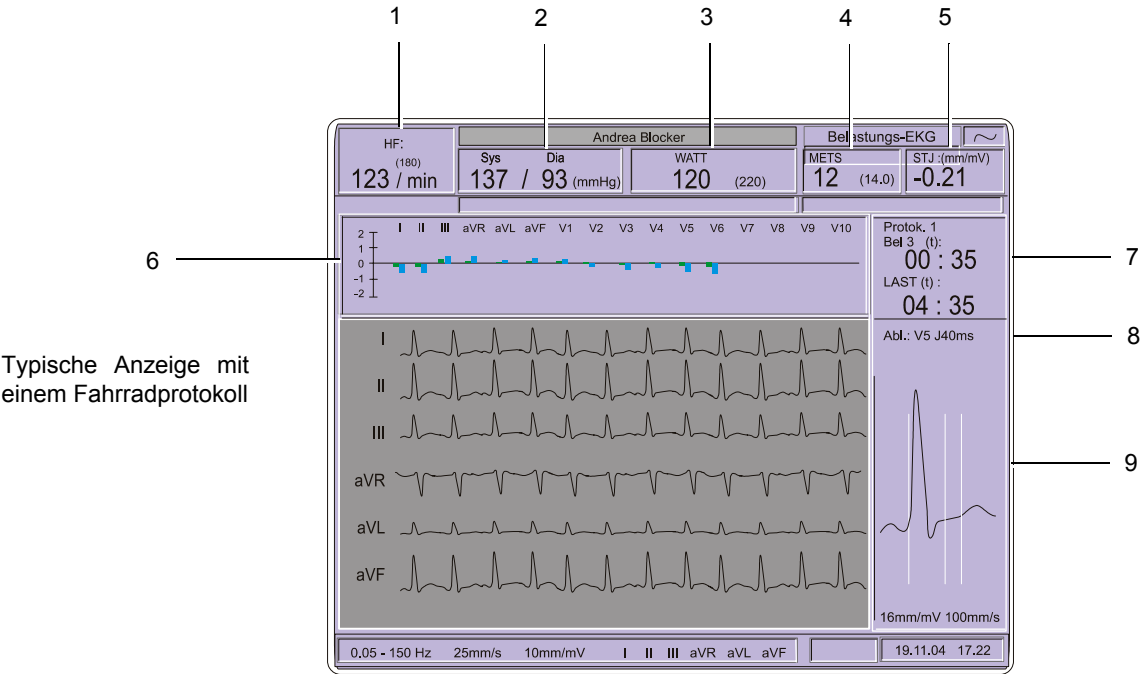 1 2 3 4 5
Andrea Blocker
Belastungs-EKG
HF:
(180)
123 / min
Sys Dia
137 / 93 (mmHg)
WATT
120 (220)
METS
12 (14.0)
STJ :(mm/mV)
-0.21
I II III aVR aVL aVF V1 V2 V3 V4 V5 V6 V7 V8 V9 V10
2
1
0
-1
-2
6
Protok. 1
Bel 3 (t):
00 : 35
LAST (t) :
04 : 35
7
Abl.: V5 J40ms
8
Typische Anzeige mit
einem Fahrradprotokoll
I
II
III
aVR
aVL
aVF
9
16mm/mV 100mm/s
0.05 - 150 Hz 25mm/s 10mm/mV I II III aVR aVL aVF
19.11.04 17.22